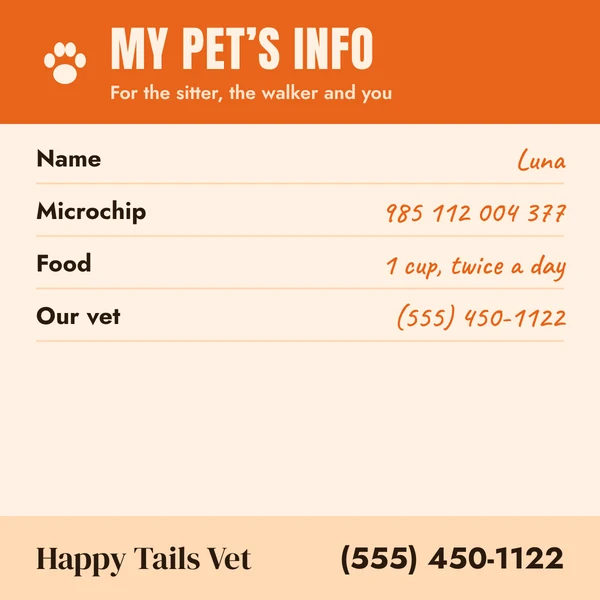 MY PET’S INFO
For the sitter, the walker and you
Name Luna
Microchip 985 112 004 377
Food 1 cup, twice a day
Our vet (555) 450-1122
Happy Tails Vet (555) 450-1122